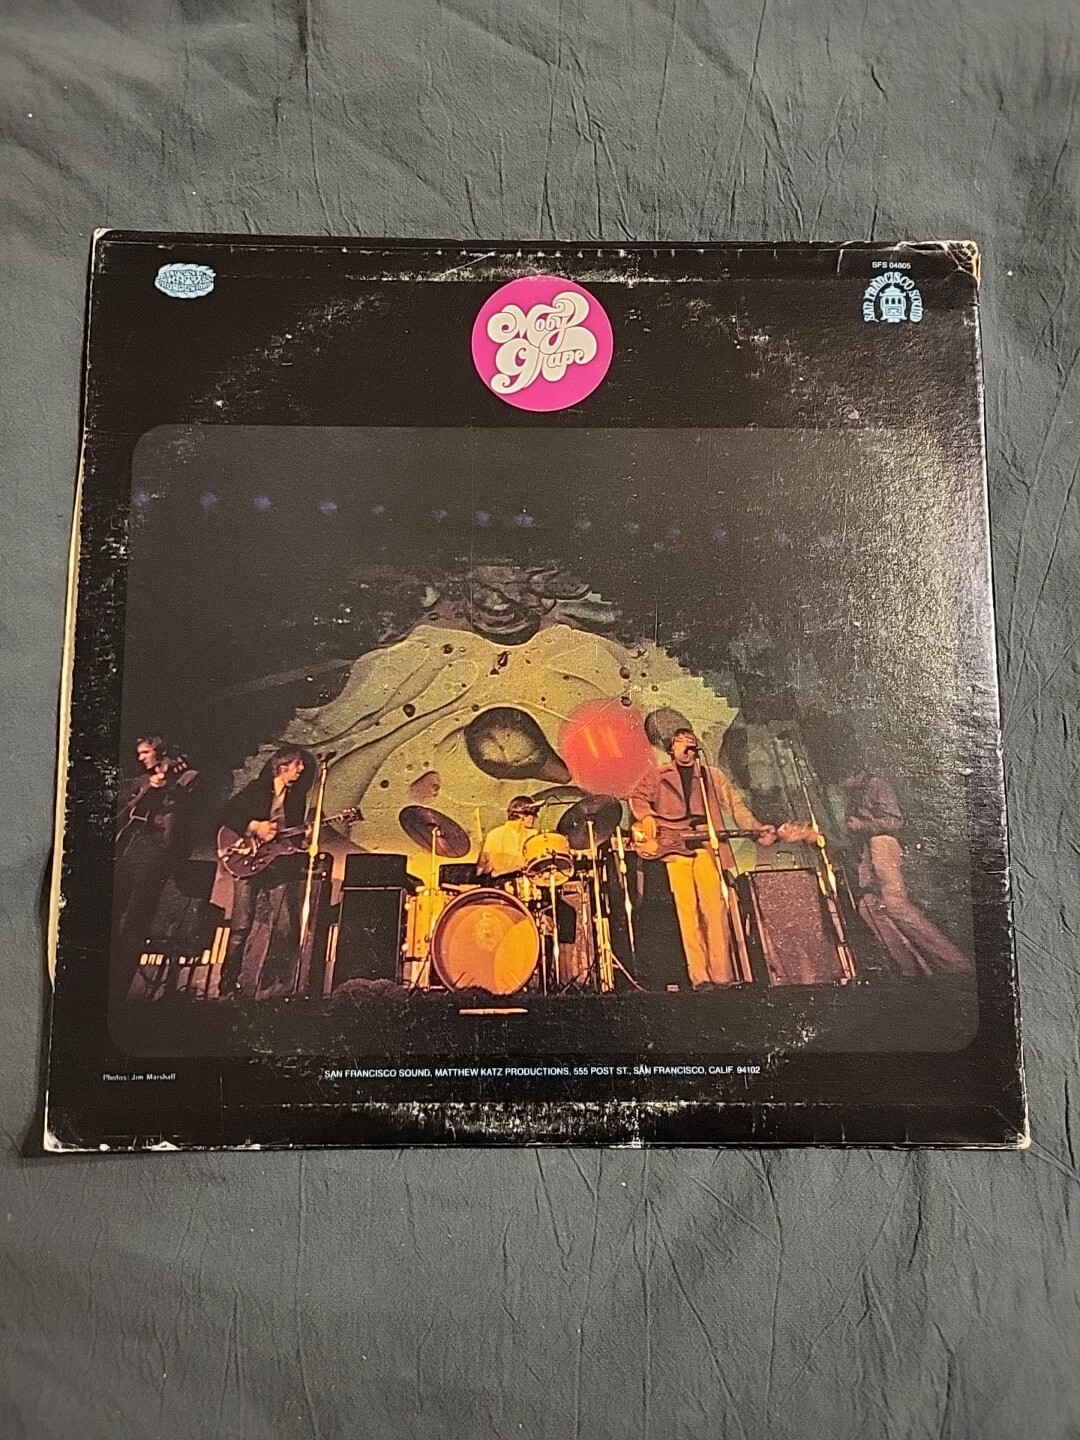 SFS 04805
SAN FRANCISCO SOUND
Moby
Grape
Photos: Jim Marshall
SAN FRANCISCO SOUND, MATTHEW KATZ PRODUCTIONS, 555 POST ST., SAN FRANCISCO, CALIF. 94102